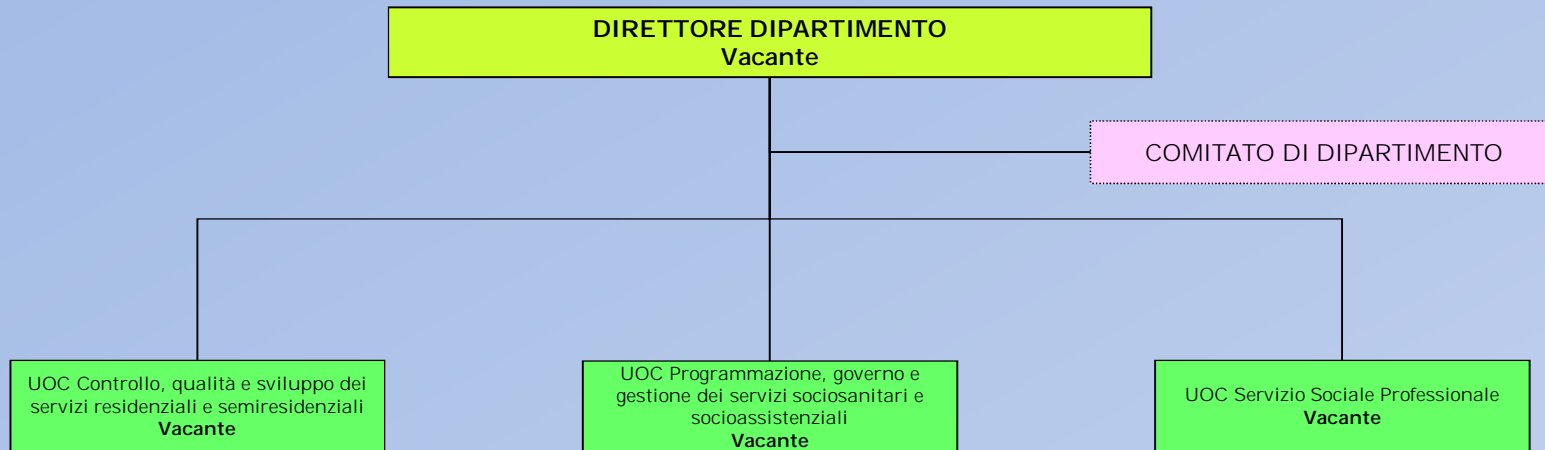 DIRETTORE DIPARTIMENTO
Vacante
COMITATO DI DIPARTIMENTO
UOC Controllo, qualità e sviluppo dei
servizi residenziali e semiresidenziali
Vacante
UOC Programmazione, governo e
gestione dei servizi sociosanitari e
socioassistenziali
Vacante
UOC Servizio Sociale Professionale
Vacante